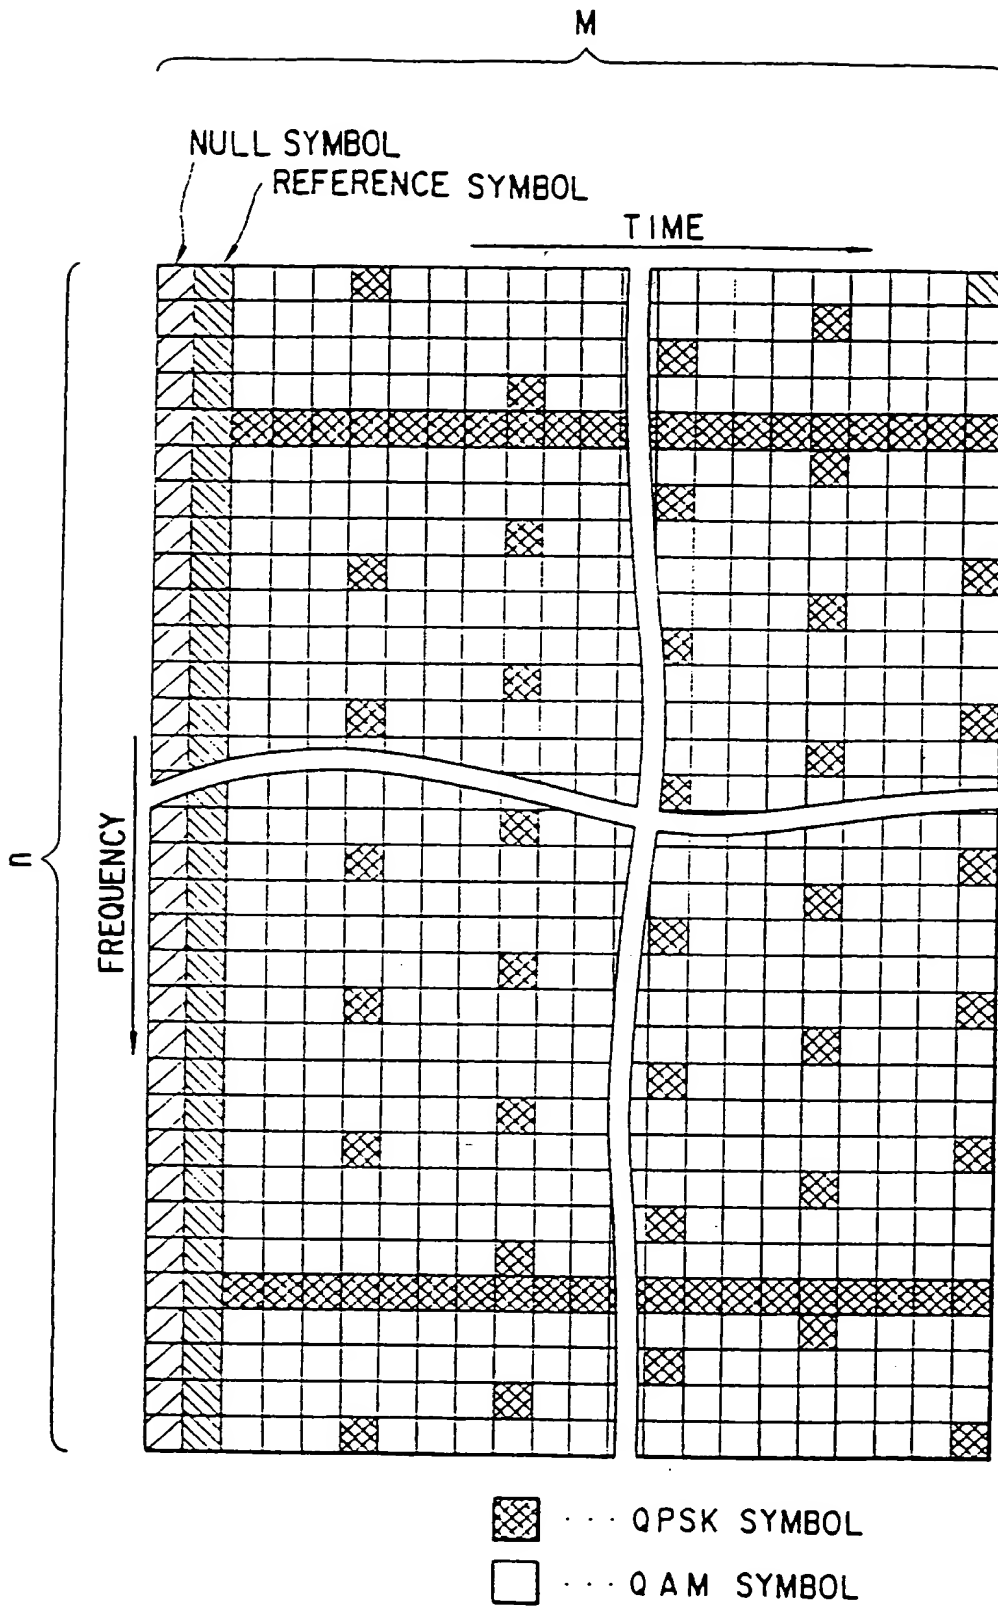 M
NULL SYMBOL
REFERENCE SYMBOL
TIME
n
FREQUENCY
··· QPSK SYMBOL
··· QAM SYMBOL